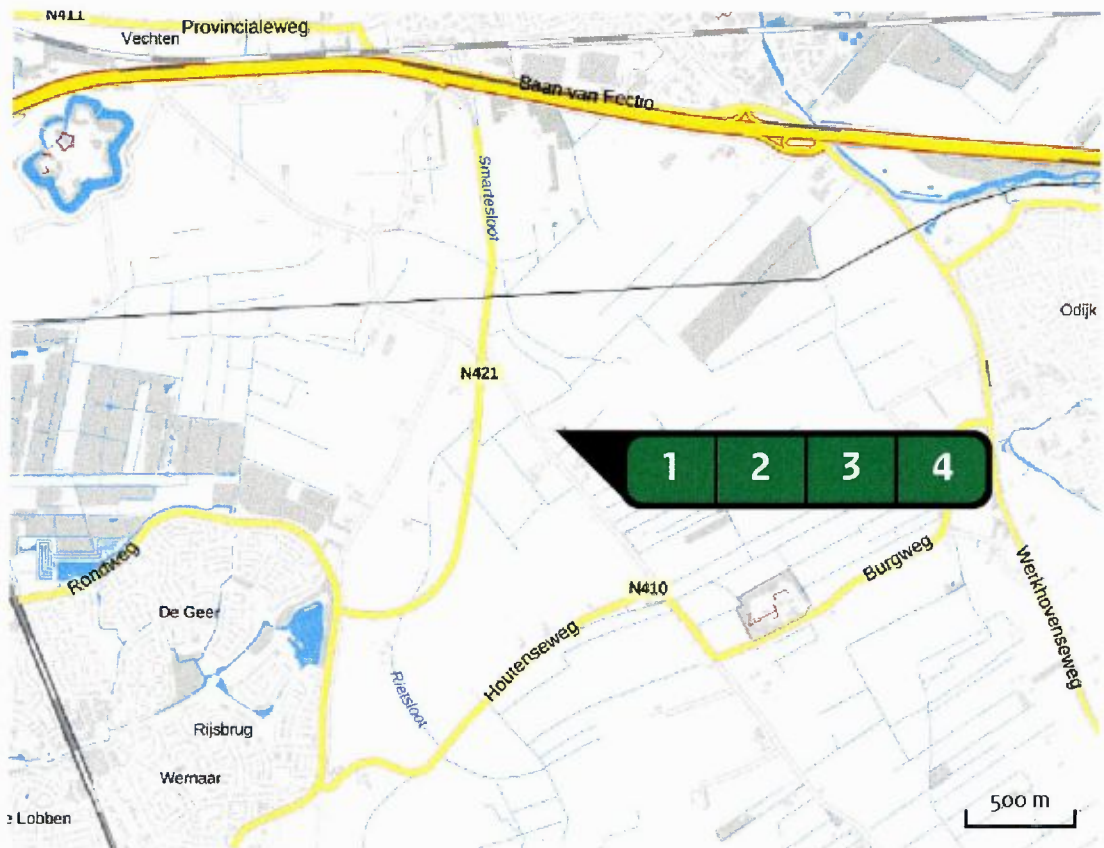 N411
Provincialeweg
Vechten
Baan van Fectio
Smartesloot
Odijk
N421
1 2 3 4
Rondweg
Burgweg
N410
De Geer
Werkhovenseweg
Houtenseweg
Rietsloot
Rijsbrug
Wernaar
500 m
e Lobben